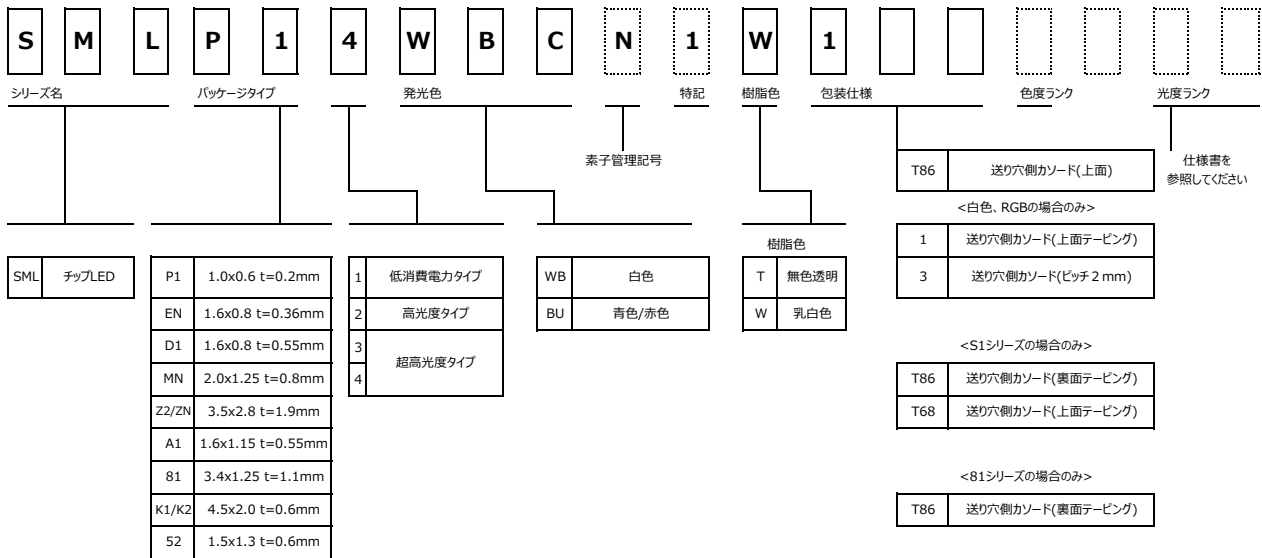 S M L P 1 4 W B C N 1 W 1
シリーズ名 パッケージタイプ 発光色 特記 樹脂色 包装仕様 色度ランク 光度ランク
素子管理記号
仕様書を
参照してください
T86 送り穴側カソード(上面)
<白色、RGBの場合のみ>
1 送り穴側カソード(上面テーピング)
3 送り穴側カソード(ピッチ２mm)
<S1シリーズの場合のみ>
T86 送り穴側カソード(裏面テーピング)
T68 送り穴側カソード(上面テーピング)
<81シリーズの場合のみ>
T86 送り穴側カソード(裏面テーピング)
SML チップLED
P1 1.0x0.6 t=0.2mm
EN 1.6x0.8 t=0.36mm
D1 1.6x0.8 t=0.55mm
MN 2.0x1.25 t=0.8mm
Z2/ZN 3.5x2.8 t=1.9mm
A1 1.6x1.15 t=0.55mm
81 3.4x1.25 t=1.1mm
K1/K2 4.5x2.0 t=0.6mm
52 1.5x1.3 t=0.6mm
1 低消費電力タイプ
2 高光度タイプ
3
超高光度タイプ
4
WB 白色
BU 青色/赤色
樹脂色
T 無色透明
W 乳白色